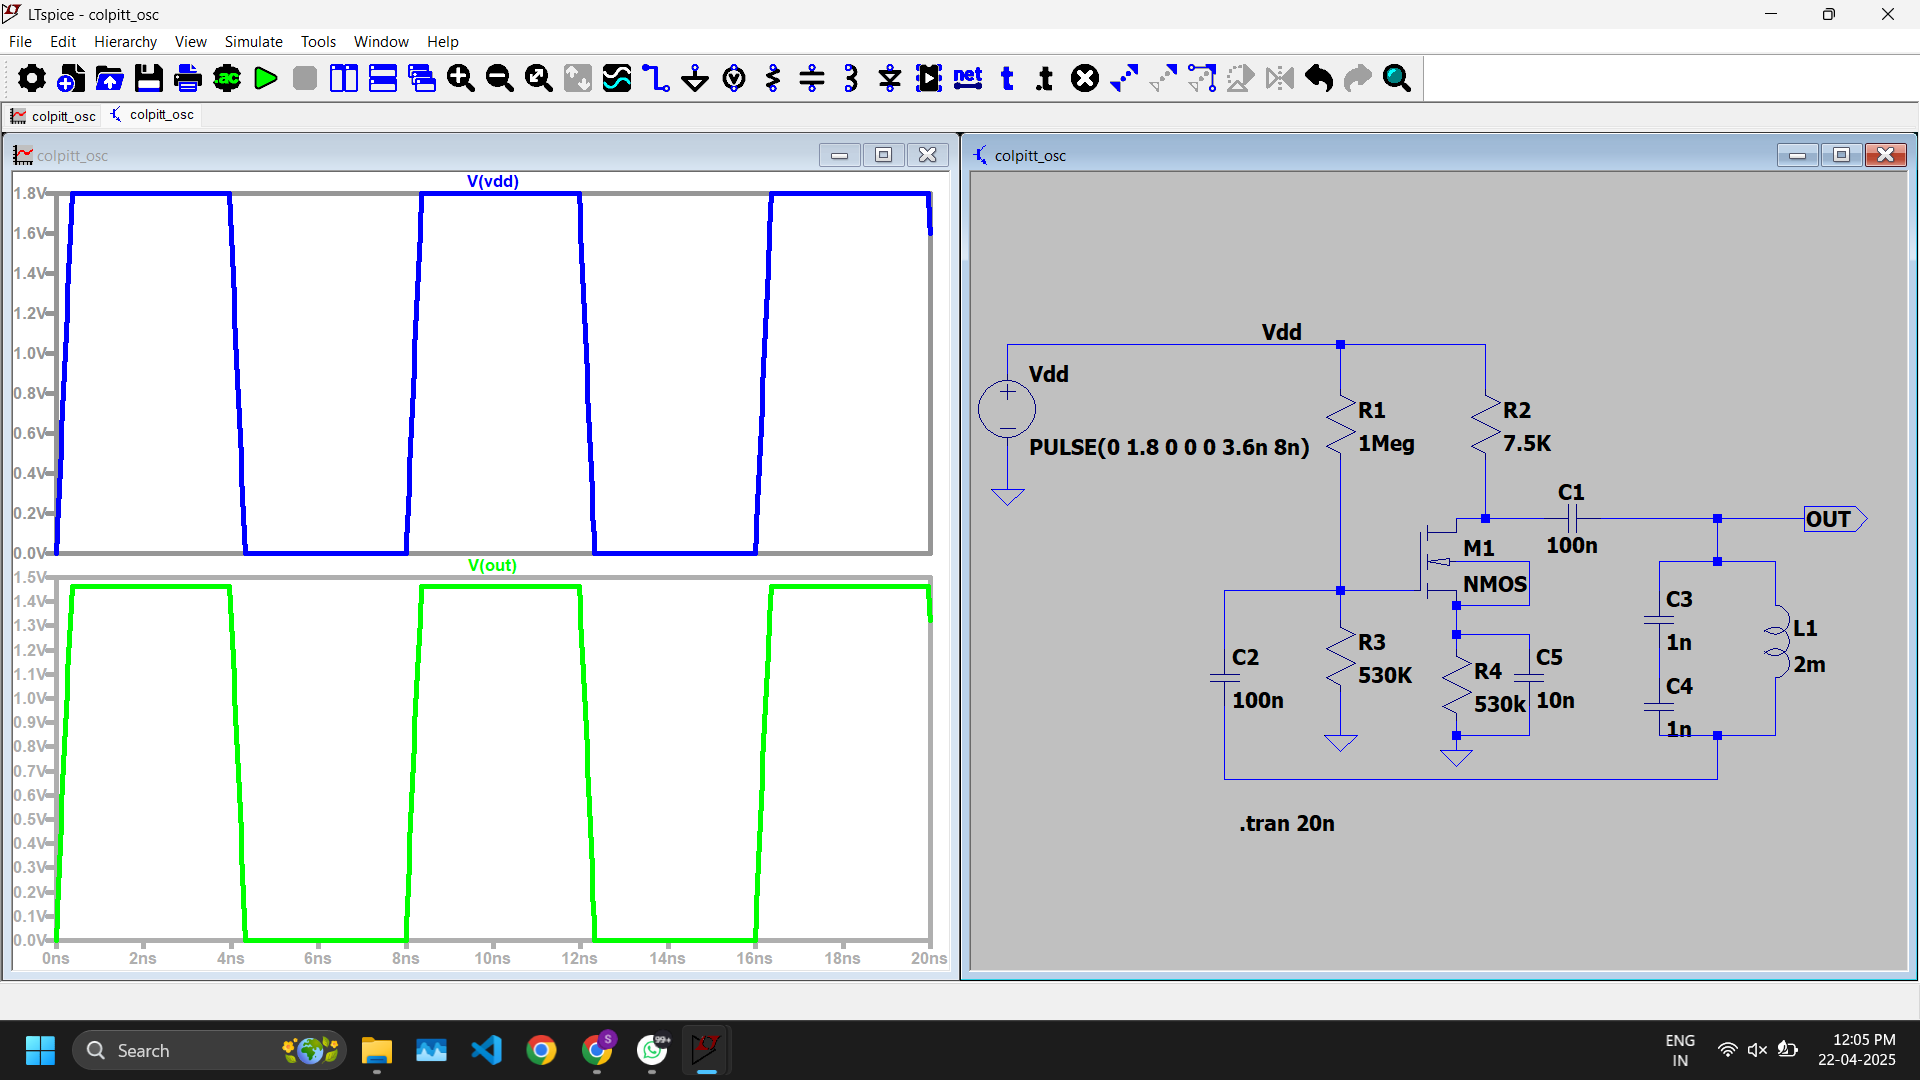 LTspice - colpitt_osc
File Edit Hierarchy View Simulate Tools Window Help
.ac
net
t
.t
colpitt_osc
colpitt_osc
colpitt_osc
V(vdd)
1.8V
1.6V
1.4V
1.2V
1.0V
0.8V
0.6V
0.4V
0.2V
0.0V
V(out)
1.5V
1.4V
1.3V
1.2V
1.1V
1.0V
0.9V
0.8V
0.7V
0.6V
0.5V
0.4V
0.3V
0.2V
0.1V
0.0V
0ns 2ns 4ns 6ns 8ns 10ns 12ns 14ns 16ns 18ns 20ns
colpitt_osc
Vdd
Vdd
PULSE(0 1.8 0 0 0 3.6n 8n)
R1
1Meg
R2
7.5K
C1
100n
OUT
M1
NMOS
C2
100n
R3
530K
R4
530k
C5
10n
C3
1n
C4
1n
L1
2m
.tran 20n
Search
S
99+
ENG
IN
12:05 PM
22-04-2025